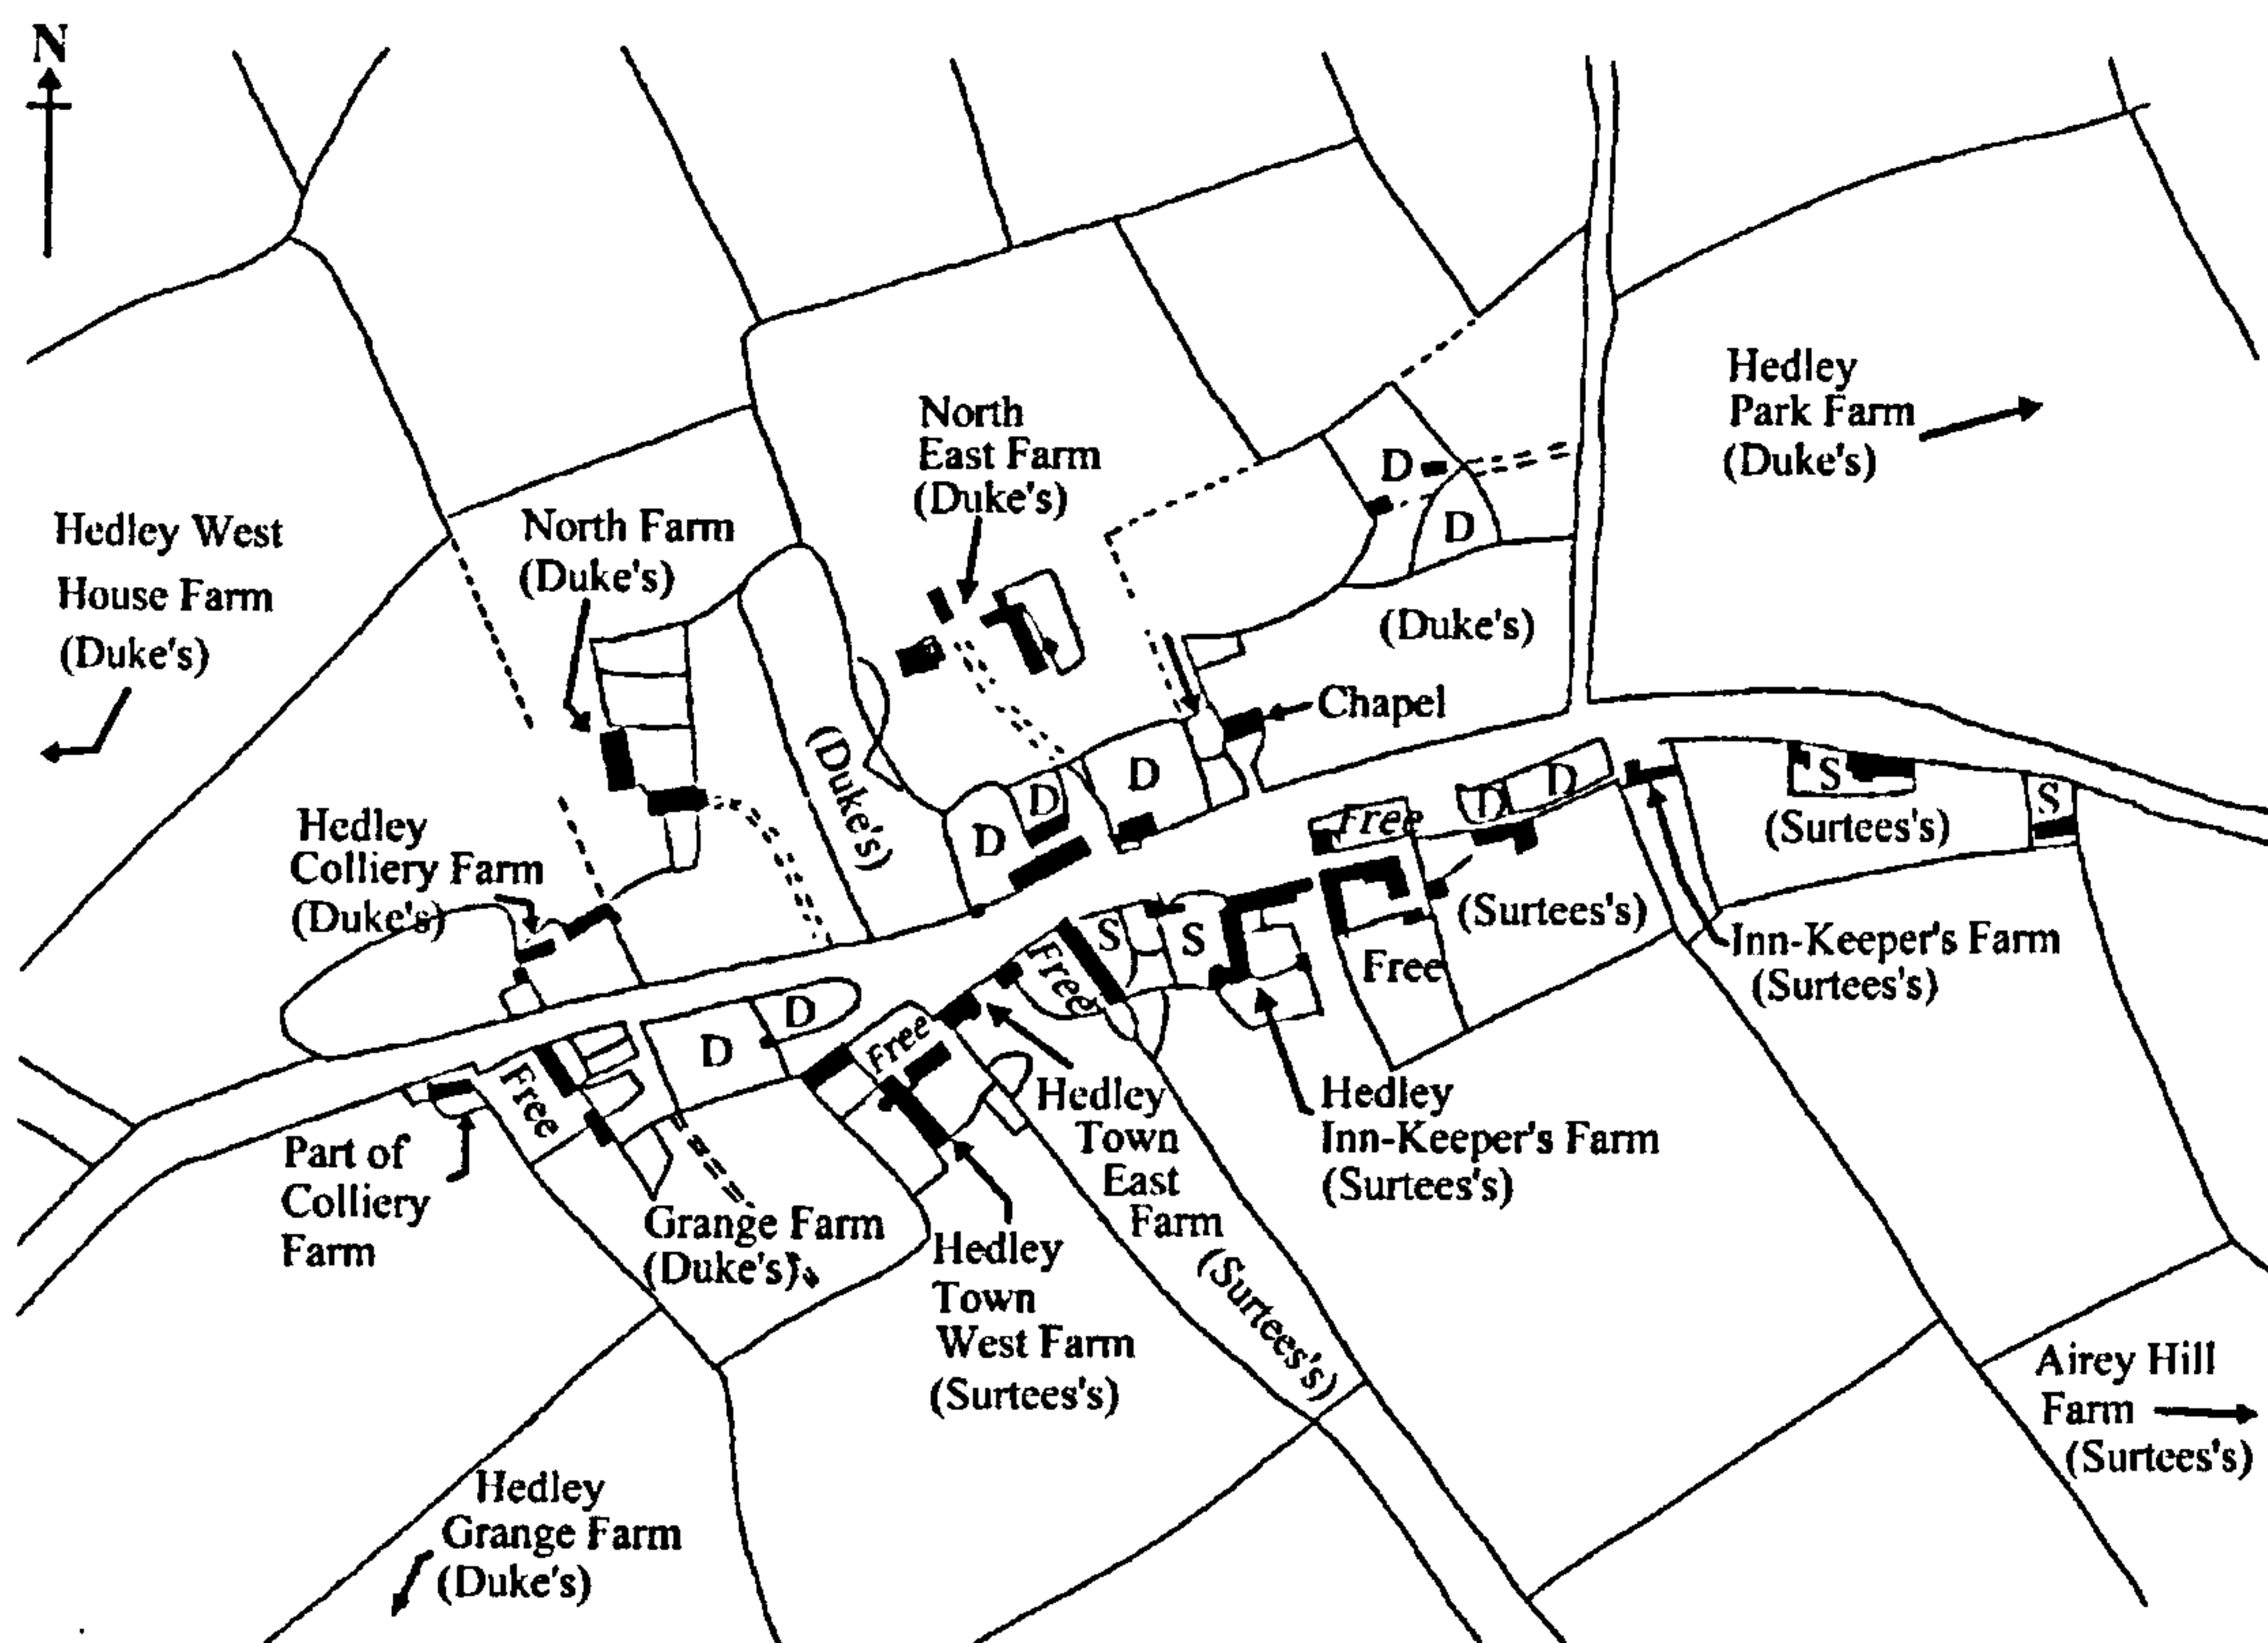 N
Hedley
Park Farm
(Duke's)
North
East Farm
(Duke's)
D
D
Hedley West
House Farm
(Duke's)
North Farm
(Duke's)
(Duke's)
Chapel
(Duke's)
D
D
D
D
D
S
S
(Surtees's)
Hedley
Colliery Farm
(Duke's)
Free
(Surtees's)
S
S
Free
Free
Inn-Keeper's Farm
(Surtees's)
D
D
Free
Free
Part of
Colliery
Farm
Hedley
Town
East
Farm
(Surtees's)
Hedley
Inn-Keeper's Farm
(Surtees's)
Grange Farm
(Duke's)
Hedley
Town
West Farm
(Surtees's)
Airey Hill
Farm
(Surtees's)
Hedley
Grange Farm
(Duke's)